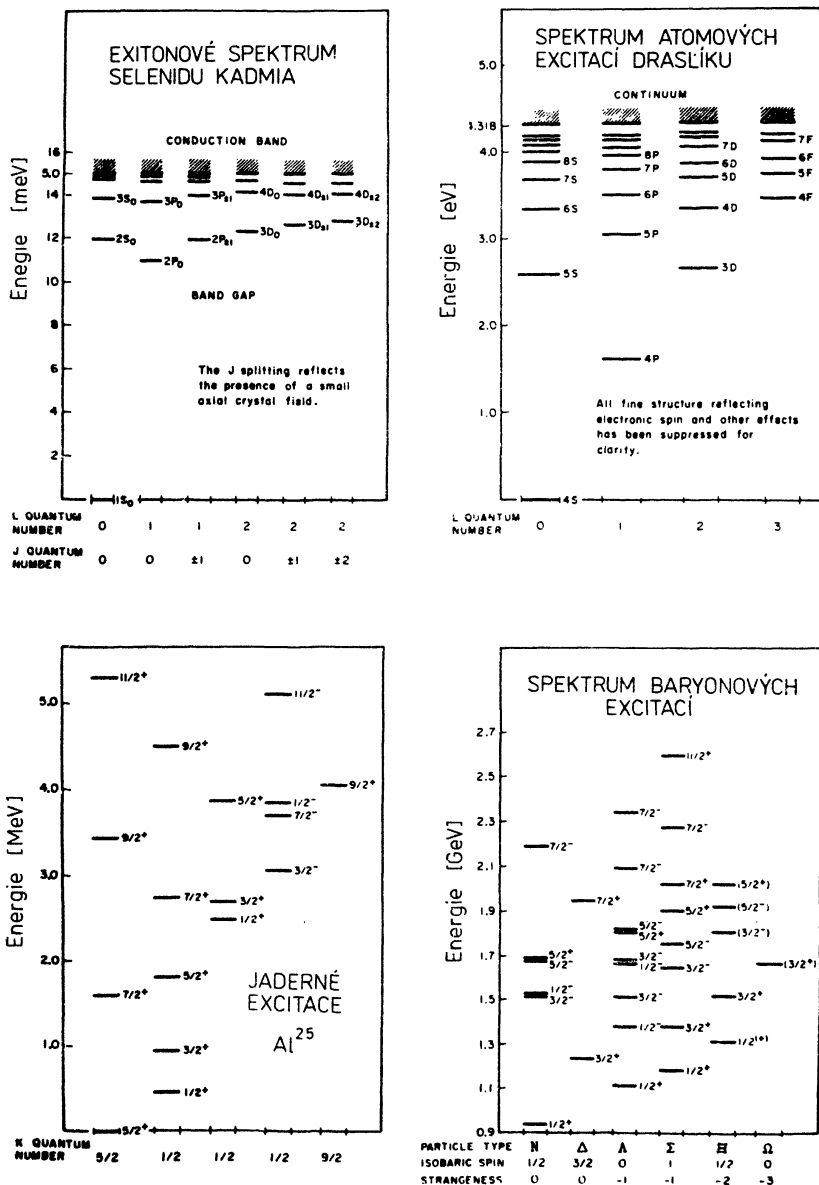 EXITONOVÉ SPEKTRUM
SELENIDU KADMIA
CONDUCTION BAND
Enegie [meV]
16
5.0
14
12
10
8
6
4
2
3S₀
3P₀
3P±1
4D₀
4D±1
4D±2
2S₀
2P₀
2P±1
3D₀
3D±1
3D±2
BAND GAP
The J splitting reflects
the presence of a small
axial crystal field.
1S₀
L QUANTUM
NUMBER
0 1 1 2 2 2
J QUANTUM
NUMBER
0 0 ±1 0 ±1 ±2
SPEKTRUM ATOMOVÝCH
EXCITACÍ DRASLÍKU
CONTINUUM
Energie [eV]
5.0
4.318
4.0
3.0
2.0
1.0
8S
7S
6S
5S
4S
8P
7P
6P
5P
4P
7D
6D
5D
4D
3D
7F
6F
5F
4F
All fine structure reflecting
electronic spin and other effects
has been suppressed for
clarity.
L QUANTUM
NUMBER
0 1 2 3
Energie [MeV]
5.0
4.0
3.0
2.0
1.0
0
11/2⁺
9/2⁺
7/2⁺
5/2⁺
9/2⁺
7/2⁺
5/2⁺
3/2⁺
1/2⁺
5/2⁺
3/2⁺
1/2⁺
11/2⁻
1/2⁻
7/2⁻
3/2⁻
9/2⁺
JADERNÉ
EXCITACE
Al²⁵
K QUANTUM
NUMBER
5/2 1/2 1/2 1/2 9/2
SPEKTRUM BARYONOVÝCH
EXCITACÍ
Energie [GeV]
2.7
2.5
2.3
2.1
1.9
1.7
1.5
1.3
1.1
0.9
7/2⁻
5/2⁺
5/2⁻
1/2⁻
3/2⁻
1/2⁺
7/2⁺
3/2⁺
7/2⁻
7/2⁻
5/2⁻
5/2⁺
3/2⁻
1/2⁻
3/2⁻
1/2⁻
1/2⁺
11/2⁺
7/2⁻
7/2⁺
5/2⁺
5/2⁻
3/2⁻
3/2⁺
1/2⁺
(5/2⁺)
(5/2⁻)
(3/2⁻)
3/2⁺
1/2⁽⁺⁾
(3/2⁺)
PARTICLE TYPE N Δ Λ Σ Ξ Ω
ISOBARIC SPIN 1/2 3/2 0 1 1/2 0
STRANGENESS 0 0 -1 -1 -2 -3